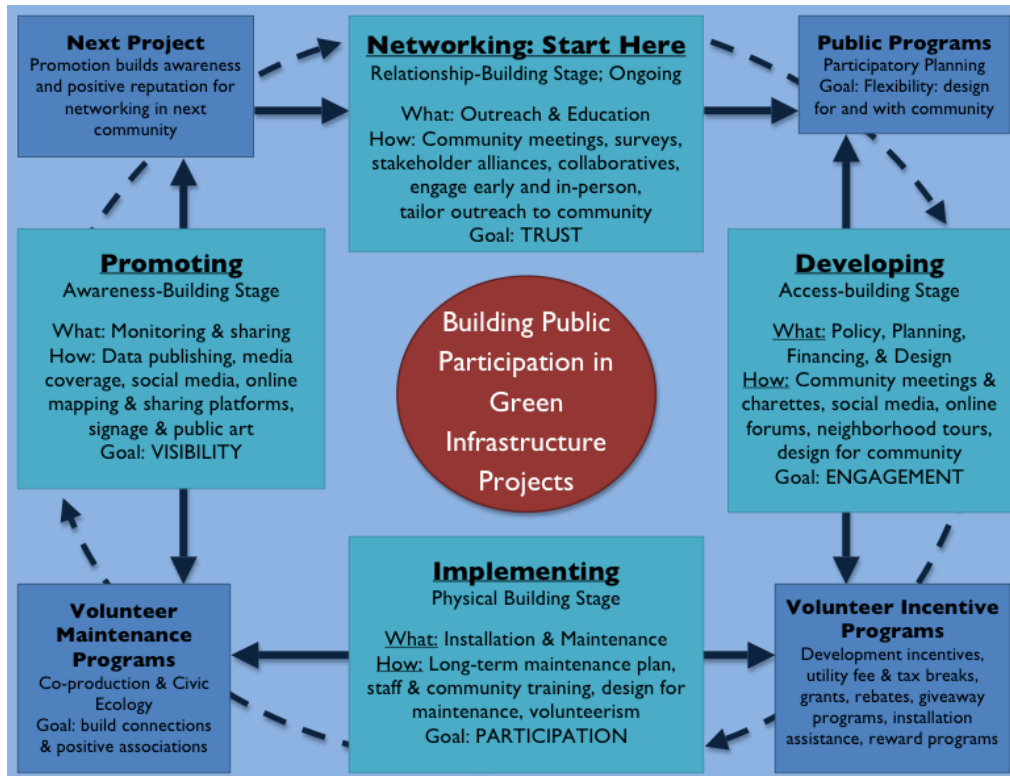 Next Project
Promotion builds awareness
and positive reputation for
networking in next
community
Networking: Start Here
Relationship-Building Stage; Ongoing
What: Outreach & Education
How: Community meetings, surveys,
stakeholder alliances, collaboratives,
engage early and in-person,
tailor outreach to community
Goal: TRUST
Public Programs
Participatory Planning
Goal: Flexibility: design
for and with community
Promoting
Awareness-Building Stage
What: Monitoring & sharing
How: Data publishing, media
coverage, social media, online
mapping & sharing platforms,
signage & public art
Goal: VISIBILITY
Building Public
Participation in
Green
Infrastructure
Projects
Developing
Access-building Stage
What: Policy, Planning,
Financing, & Design
How: Community meetings &
charettes, social media, online
forums, neighborhood tours,
design for community
Goal: ENGAGEMENT
Volunteer
Maintenance
Programs
Co-production & Civic
Ecology
Goal: build connections
& positive associations
Implementing
Physical Building Stage
What: Installation & Maintenance
How: Long-term maintenance plan,
staff & community training, design for
maintenance, volunteerism
Goal: PARTICIPATION
Volunteer Incentive
Programs
Development incentives,
utility fee & tax breaks,
grants, rebates, giveaway
programs, installation
assistance, reward programs